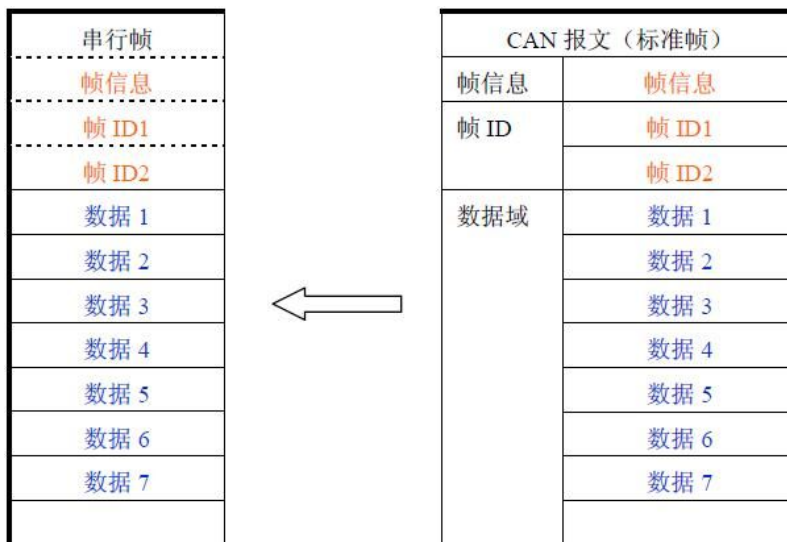 串行帧
帧信息
帧 ID1
帧 ID2
数据 1
数据 2
数据 3
数据 4
数据 5
数据 6
数据 7
CAN 报文（标准帧）
帧信息 帧信息
帧 ID 帧 ID1
帧 ID2
数据域 数据 1
数据 2
数据 3
数据 4
数据 5
数据 6
数据 7